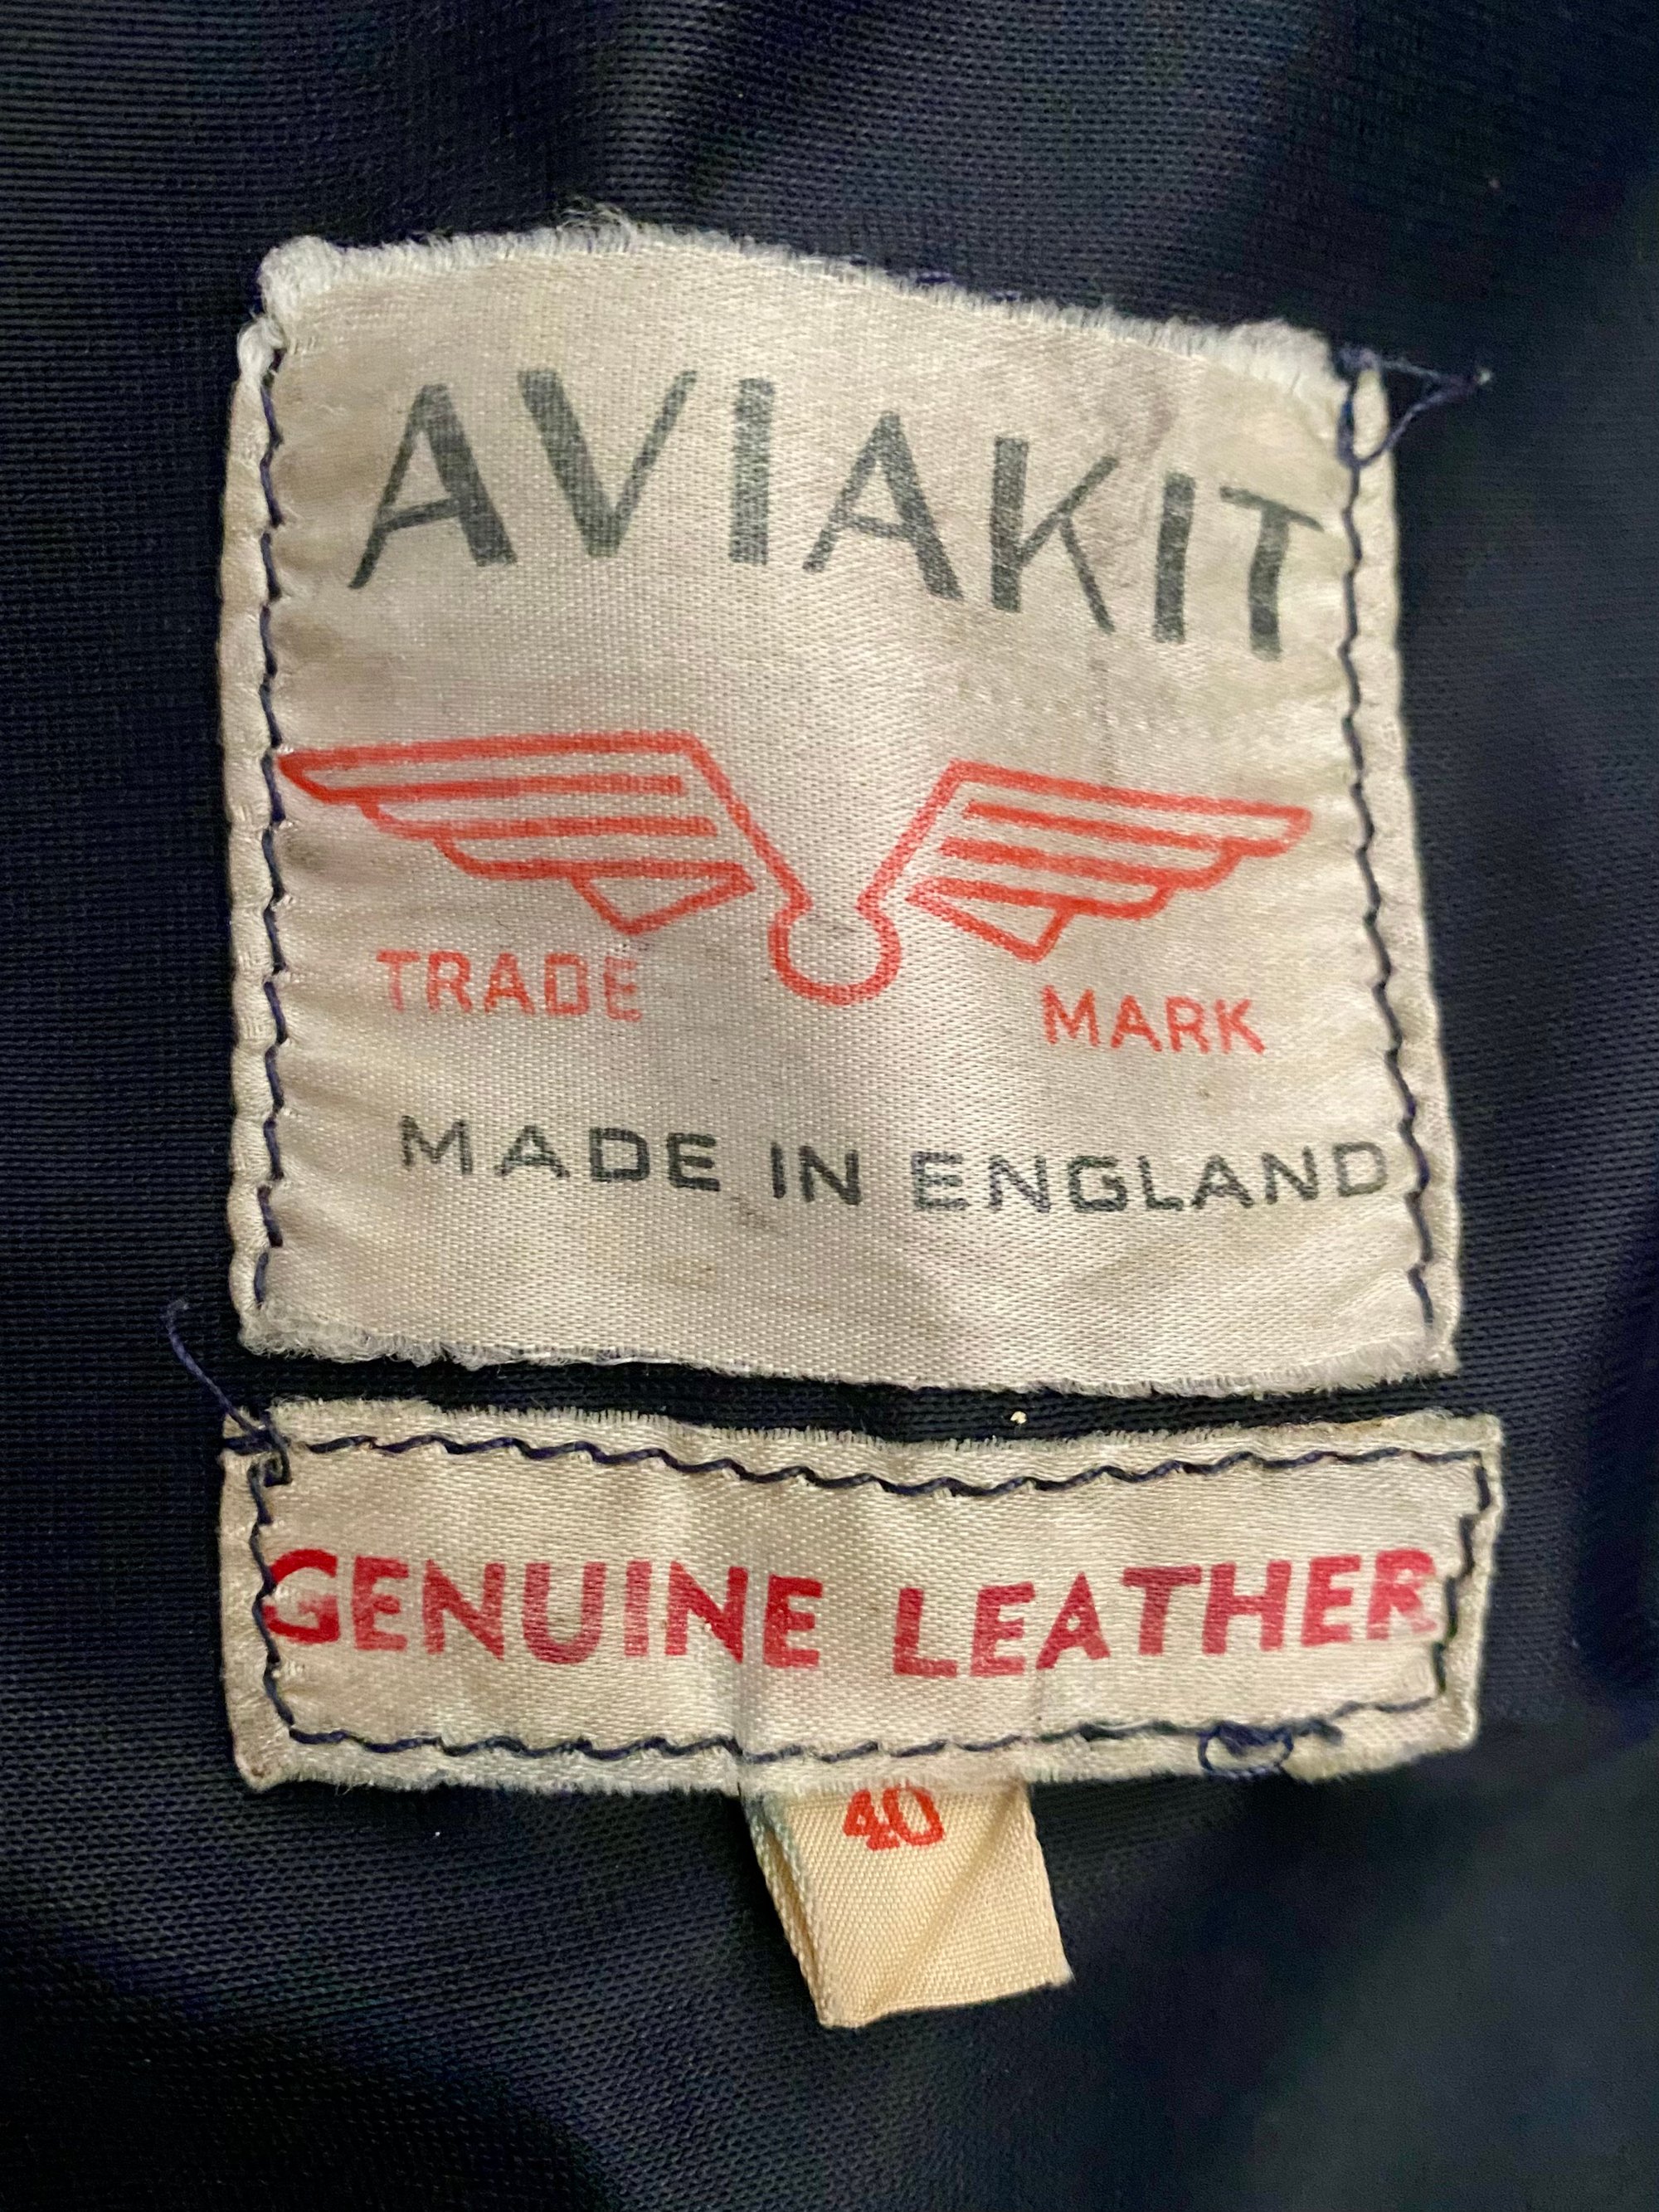 AVIAKIT
TRADE MARK
MADE IN ENGLAND
GENUINE LEATHER
40